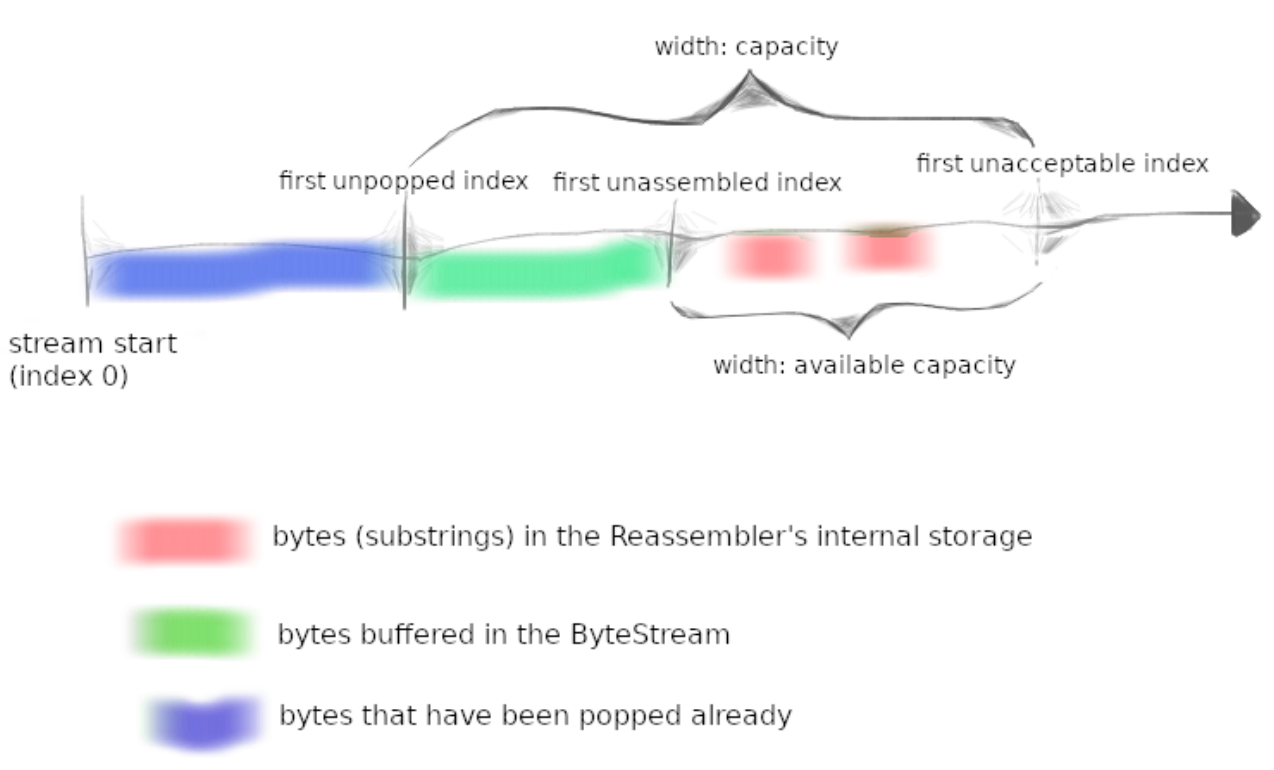 width: capacity
first unpopped index
first unassembled index
first unacceptable index
stream start
(index 0)
width: available capacity
bytes (substrings) in the Reassembler's internal storage
bytes buffered in the ByteStream
bytes that have been popped already